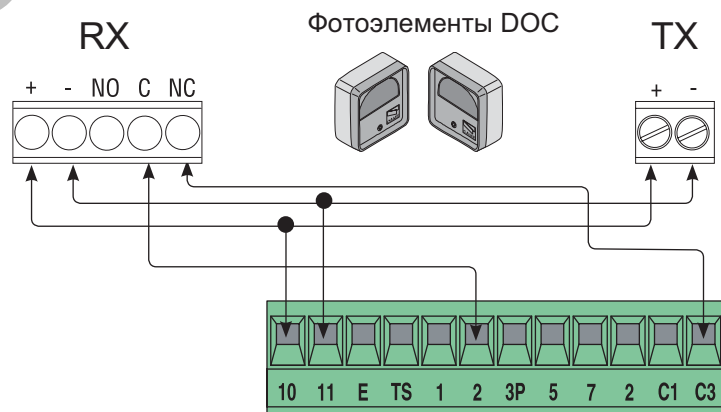 Фотоэлементы DOC
RX
TX
+ - NO C NC
+ -
10 11 E TS 1 2 3P 5 7 2 C1 C3